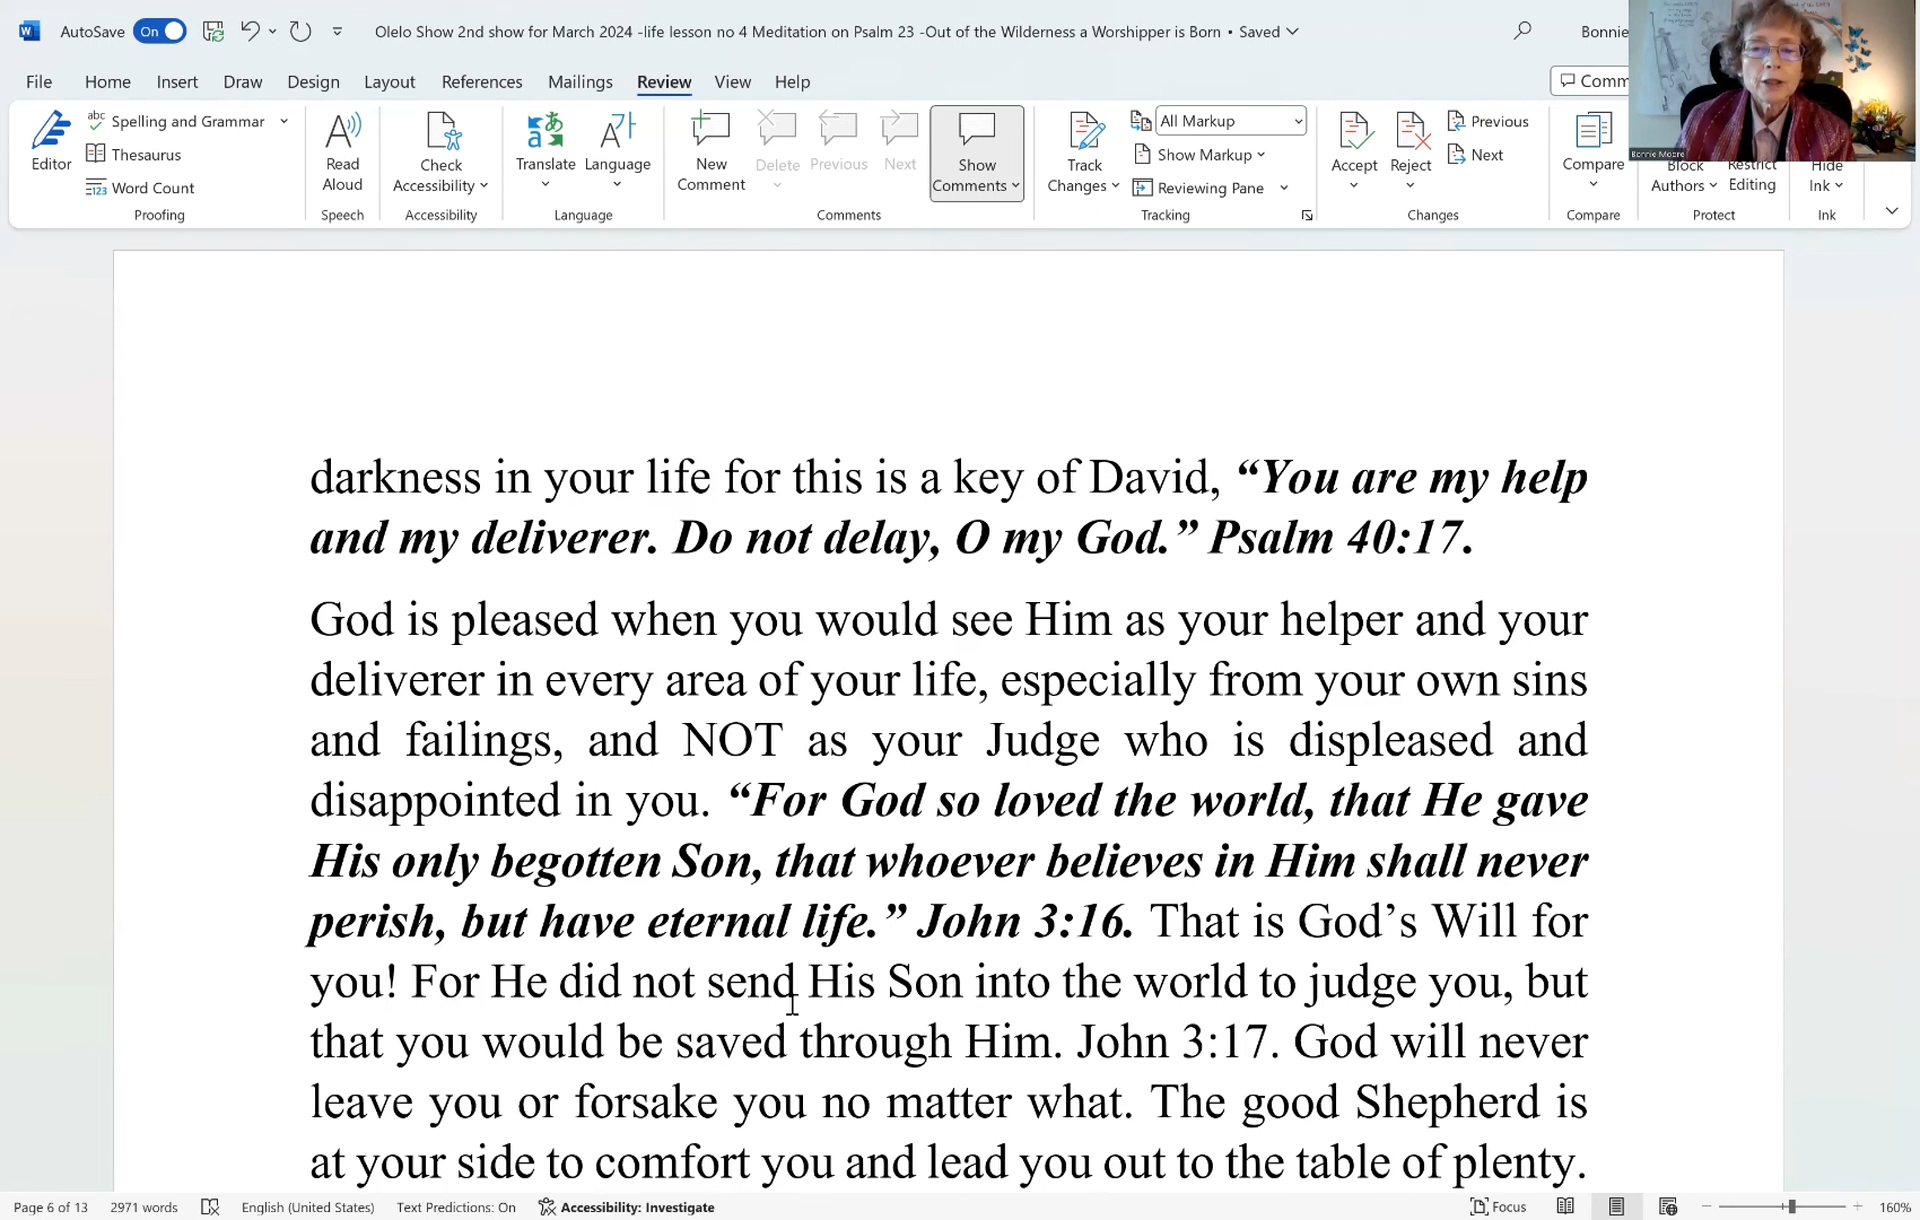 AutoSave On Olelo Show 2nd show for March 2024 -life lesson no 4 Meditation on Psalm 23 -Out of the Wilderness a Worshipper is Born • Saved Bonnie
File Home Insert Draw Design Layout References Mailings Review View Help Comm
Editor
Spelling and Grammar
Thesaurus
Word Count
Proofing
Read Aloud
Speech
Check Accessibility
Accessibility
Translate
Language
Language
New Comment
Delete
Previous
Next
Show Comments
Comments
Track Changes
All Markup
Show Markup
Reviewing Pane
Tracking
Accept
Reject
Previous
Next
Changes
Compare
Compare
Block Authors
Restrict Editing
Protect
Hide Ink
Ink
Bonnie Moore
darkness in your life for this is a key of David, “You are my help
and my deliverer. Do not delay, O my God.” Psalm 40:17.
God is pleased when you would see Him as your helper and your
deliverer in every area of your life, especially from your own sins
and failings, and NOT as your Judge who is displeased and
disappointed in you. “For God so loved the world, that He gave
His only begotten Son, that whoever believes in Him shall never
perish, but have eternal life.” John 3:16. That is God’s Will for
you! For He did not send His Son into the world to judge you, but
that you would be saved through Him. John 3:17. God will never
leave you or forsake you no matter what. The good Shepherd is
at your side to comfort you and lead you out to the table of plenty.
Page 6 of 13 2971 words English (United States) Text Predictions: On Accessibility: Investigate Focus 160%